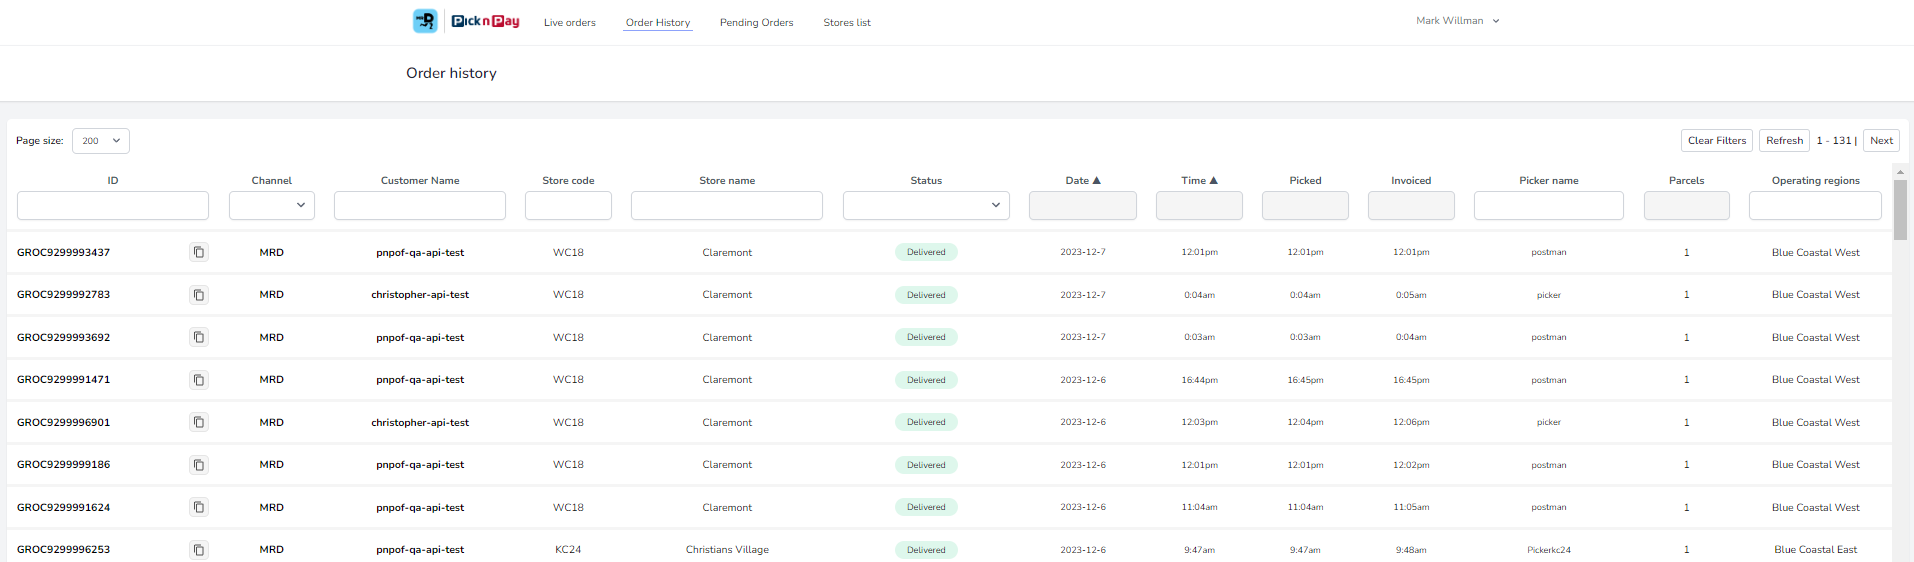 MRD Pick n Pay Live orders Order History Pending Orders Stores list Mark Willman
Order history
Page size: 200 Clear Filters Refresh 1 - 131 | Next
ID Channel Customer Name Store code Store name Status Date ▲ Time ▲ Picked Invoiced Picker name Parcels Operating regions
GROC9299993437 MRD pnpof-qa-api-test WC18 Claremont Delivered 2023-12-7 12:01pm 12:01pm 12:01pm postman 1 Blue Coastal West
GROC9299992783 MRD christopher-api-test WC18 Claremont Delivered 2023-12-7 0:04am 0:04am 0:05am picker 1 Blue Coastal West
GROC9299993692 MRD pnpof-qa-api-test WC18 Claremont Delivered 2023-12-7 0:03am 0:03am 0:04am postman 1 Blue Coastal West
GROC9299991471 MRD pnpof-qa-api-test WC18 Claremont Delivered 2023-12-6 16:44pm 16:45pm 16:45pm postman 1 Blue Coastal West
GROC9299996901 MRD christopher-api-test WC18 Claremont Delivered 2023-12-6 12:03pm 12:04pm 12:06pm picker 1 Blue Coastal West
GROC9299999186 MRD pnpof-qa-api-test WC18 Claremont Delivered 2023-12-6 12:01pm 12:01pm 12:02pm postman 1 Blue Coastal West
GROC9299991624 MRD pnpof-qa-api-test WC18 Claremont Delivered 2023-12-6 11:04am 11:04am 11:05am postman 1 Blue Coastal West
GROC9299996253 MRD pnpof-qa-api-test KC24 Christians Village Delivered 2023-12-6 9:47am 9:47am 9:48am Pickerkc24 1 Blue Coastal East